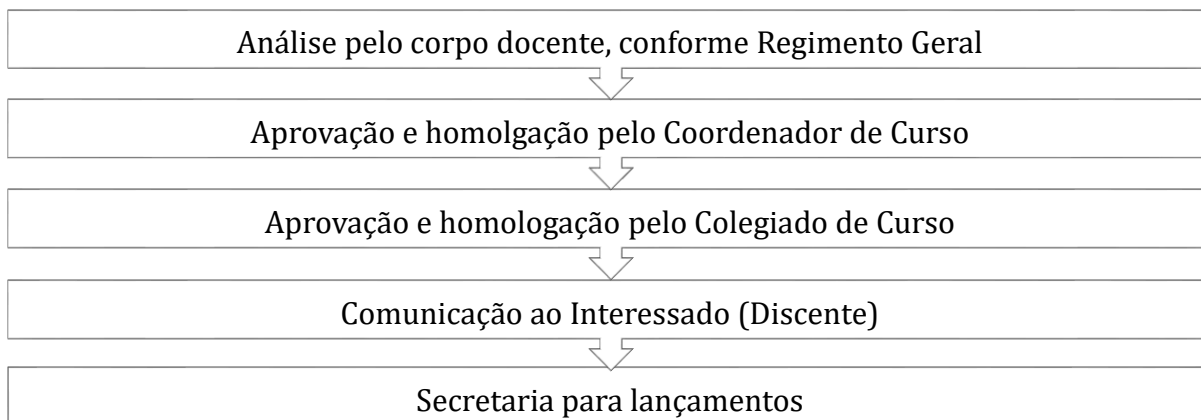 Análise pelo corpo docente, conforme Regimento Geral
Aprovação e homolgação pelo Coordenador de Curso
Aprovação e homologação pelo Colegiado de Curso
Comunicação ao Interessado (Discente)
Secretaria para lançamentos